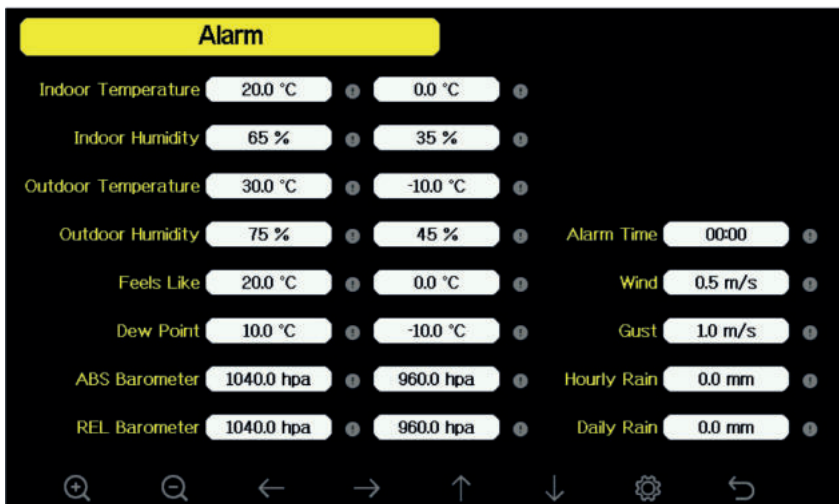 Alarm
Indoor Temperature 20.0 °C 0.0 °C
Indoor Humidity 65 % 35 %
Outdoor Temperature 30.0 °C -10.0 °C
Outdoor Humidity 75 % 45 % Alarm Time 00:00
Feels Like 20.0 °C 0.0 °C Wind 0.5 m/s
Dew Point 10.0 °C -10.0 °C Gust 1.0 m/s
ABS Barometer 1040.0 hpa 960.0 hpa Hourly Rain 0.0 mm
REL Barometer 1040.0 hpa 960.0 hpa Daily Rain 0.0 mm